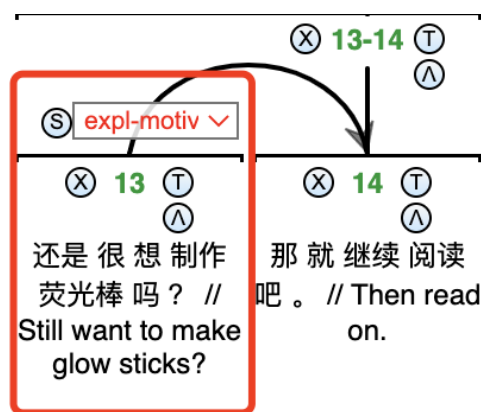 Ⓧ 13-14 Ⓣ
Ⓛ
Ⓢ expl-motiv
Ⓧ 13 Ⓣ
Ⓛ
还是 很 想 制作
荧光棒 吗 ? //
Still want to make
glow sticks?
Ⓧ 14 Ⓣ
Ⓛ
那 就 继续 阅读
吧 。 // Then read
on.